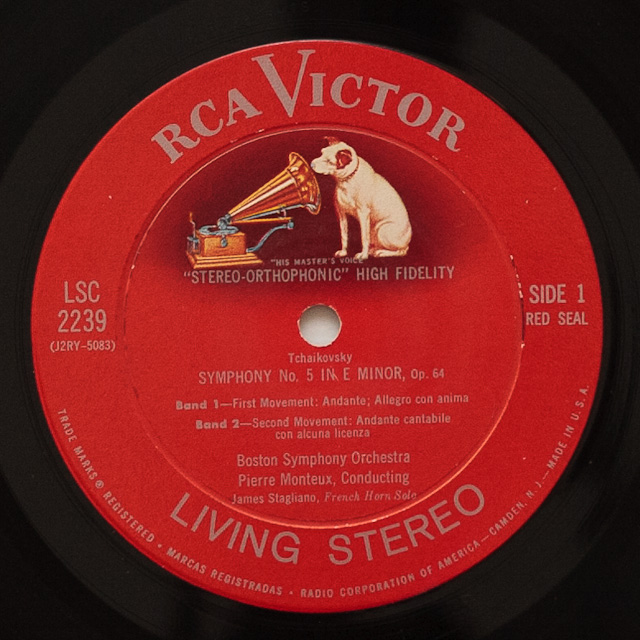 RCA VICTOR
"HIS MASTER'S VOICE"
"STEREO-ORTHOPHONIC" HIGH FIDELITY
LSC
2239
(J2RY-5083)
SIDE 1
RED SEAL
Tchaikovsky
SYMPHONY No. 5 IN E MINOR, Op. 64
Band 1—First Movement: Andante; Allegro con anima
Band 2—Second Movement: Andante cantabile
con alcuna licenza
Boston Symphony Orchestra
Pierre Monteux, Conducting
James Stagliano, French Horn Solo
LIVING STEREO
TRADE MARKS ® REGISTERED • MARCAS REGISTRADAS • RADIO CORPORATION OF AMERICA—CAMDEN, N. J.—MADE IN U.S.A.